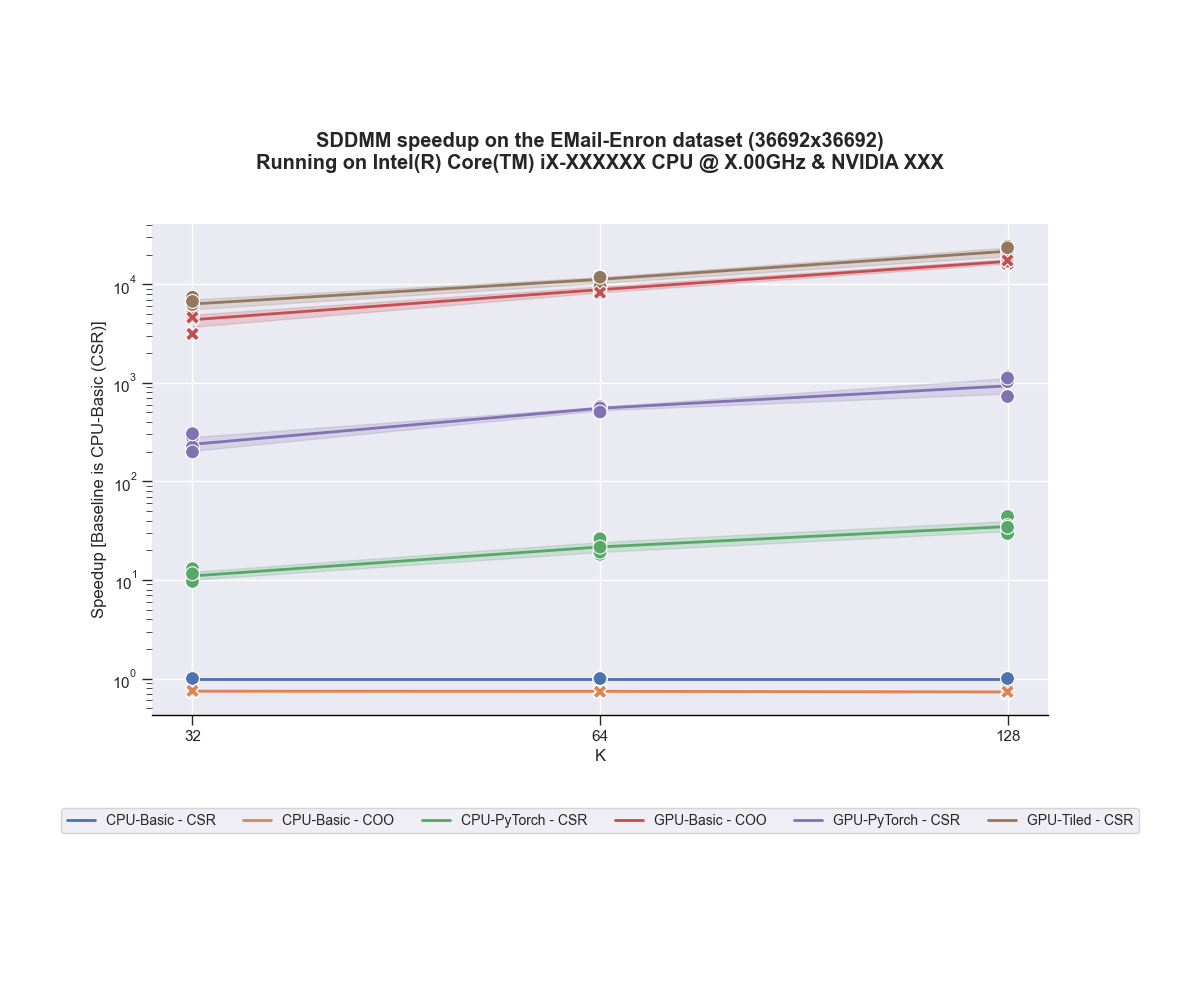 SDDMM speedup on the EMail-Enron dataset (36692x36692)
Running on Intel(R) Core(TM) iX-XXXXXX CPU @ X.00GHz & NVIDIA XXX
Speedup [Baseline is CPU-Basic (CSR)]
10^4
10^3
10^2
10^1
10^0
32 64 128
K
CPU-Basic - CSR CPU-Basic - COO CPU-PyTorch - CSR GPU-Basic - COO GPU-PyTorch - CSR GPU-Tiled - CSR